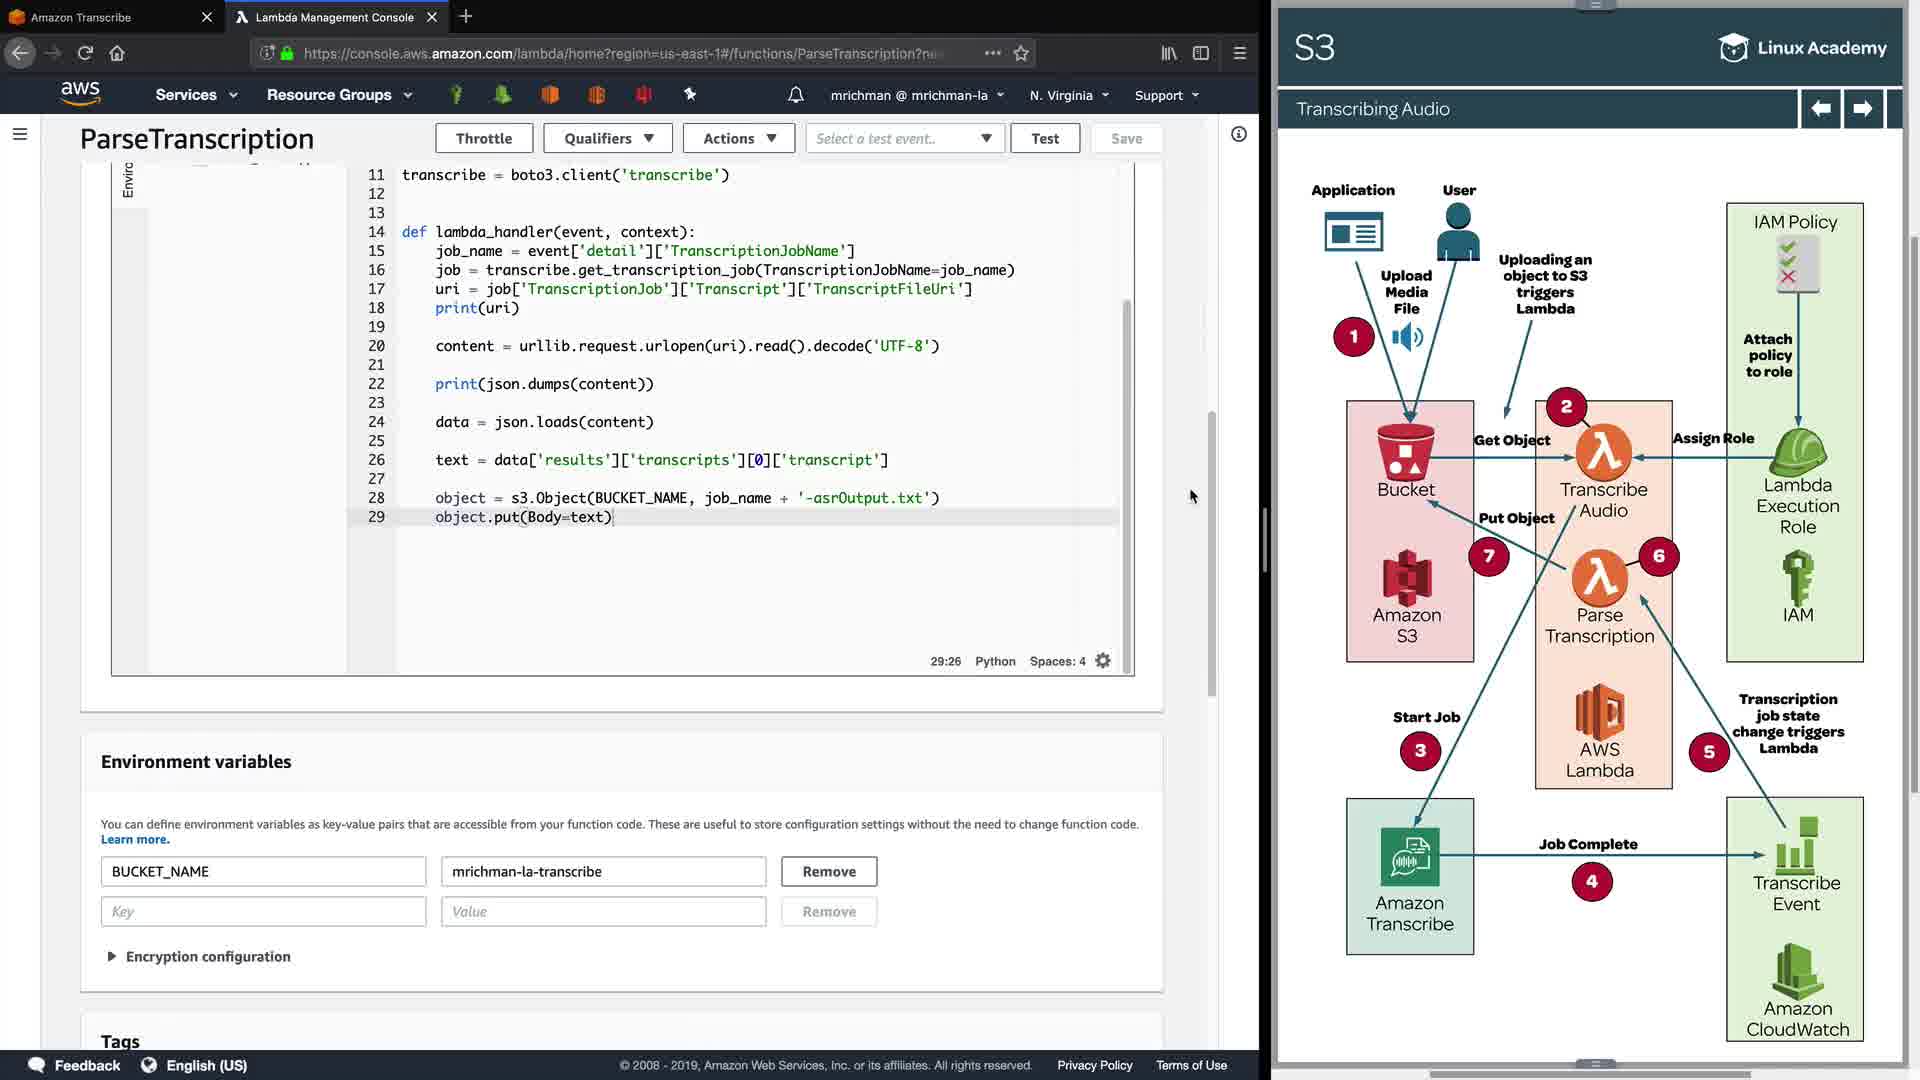 Amazon Transcribe
Lambda Management Console
https://console.aws.amazon.com/lambda/home?region=us-east-1#/functions/ParseTranscription?ne
aws
Services
Resource Groups
mrichman @ mrichman-la
N. Virginia
Support
ParseTranscription
Throttle
Qualifiers
Actions
Select a test event..
Test
Save
11 transcribe = boto3.client('transcribe')
12
13
14 def lambda_handler(event, context):
15 job_name = event['detail']['TranscriptionJobName']
16 job = transcribe.get_transcription_job(TranscriptionJobName=job_name)
17 uri = job['TranscriptionJob']['Transcript']['TranscriptFileUri']
18 print(uri)
19
20 content = urllib.request.urlopen(uri).read().decode('UTF-8')
21
22 print(json.dumps(content))
23
24 data = json.loads(content)
25
26 text = data['results']['transcripts'][0]['transcript']
27
28 object = s3.Object(BUCKET_NAME, job_name + '-asrOutput.txt')
29 object.put(Body=text)
29:26 Python Spaces: 4
Environment variables
You can define environment variables as key-value pairs that are accessible from your function code. These are useful to store configuration settings without the need to change function code.
Learn more.
BUCKET_NAME
mrichman-la-transcribe
Remove
Key
Value
Remove
Encryption configuration
Tags
Feedback
English (US)
© 2008 - 2019, Amazon Web Services, Inc. or its affiliates. All rights reserved.
Privacy Policy
Terms of Use
S3
Linux Academy
Transcribing Audio
Application
User
Upload
Media
File
1
Uploading an
object to S3
triggers
Lambda
IAM Policy
Attach
policy
to role
2
Get Object
Assign Role
Bucket
Transcribe
Audio
Lambda
Execution
Role
Put Object
7
6
Amazon
S3
Parse
Transcription
IAM
AWS
Lambda
Start Job
3
Transcription
job state
change triggers
Lambda
5
Job Complete
4
Amazon
Transcribe
Transcribe
Event
Amazon
CloudWatch